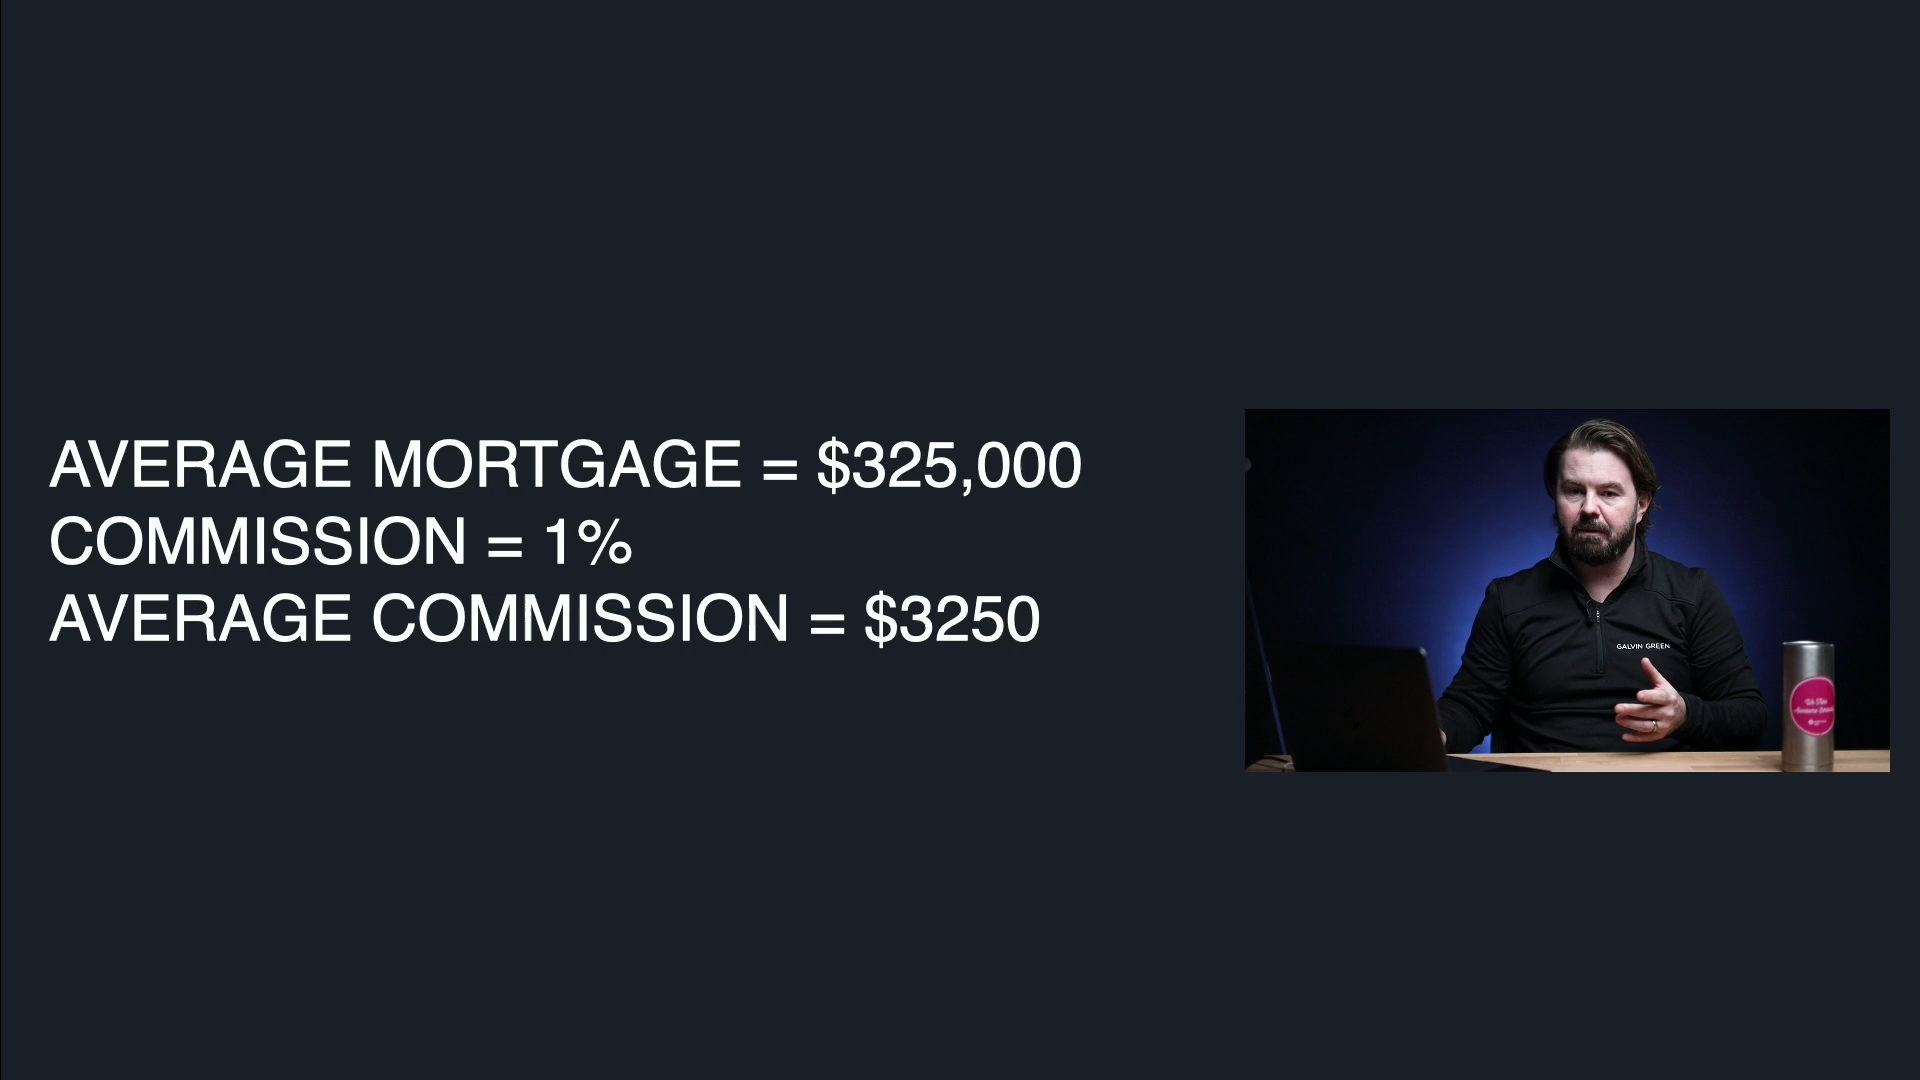 AVERAGE MORTGAGE = $325,000
COMMISSION = 1%
AVERAGE COMMISSION = $3250
GALVIN GREEN